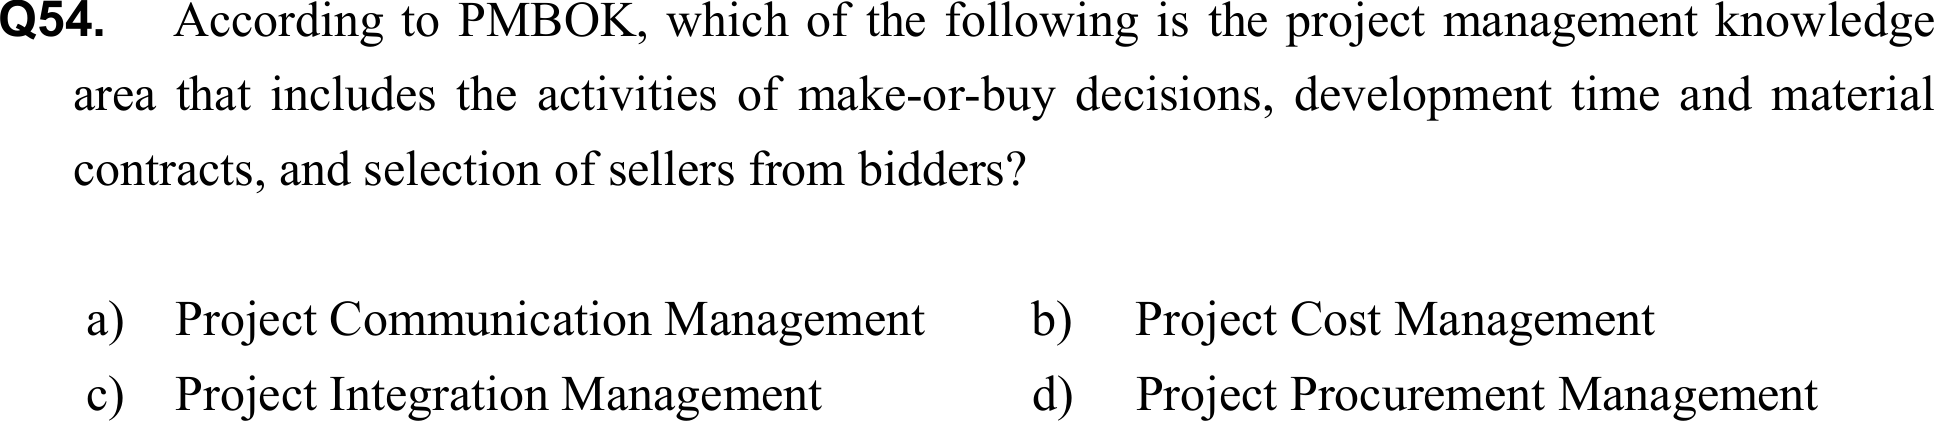 Q54. According to PMBOK, which of the following is the project management knowledge
area that includes the activities of make-or-buy decisions, development time and material
contracts, and selection of sellers from bidders?
a) Project Communication Management b) Project Cost Management
c) Project Integration Management d) Project Procurement Management